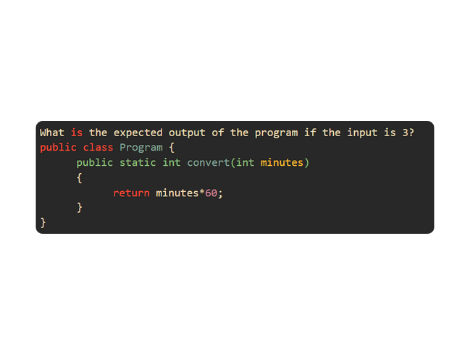 What is the expected output of the program if the input is 3?
public class Program {
public static int convert(int minutes)
{
return minutes*60;
}
}